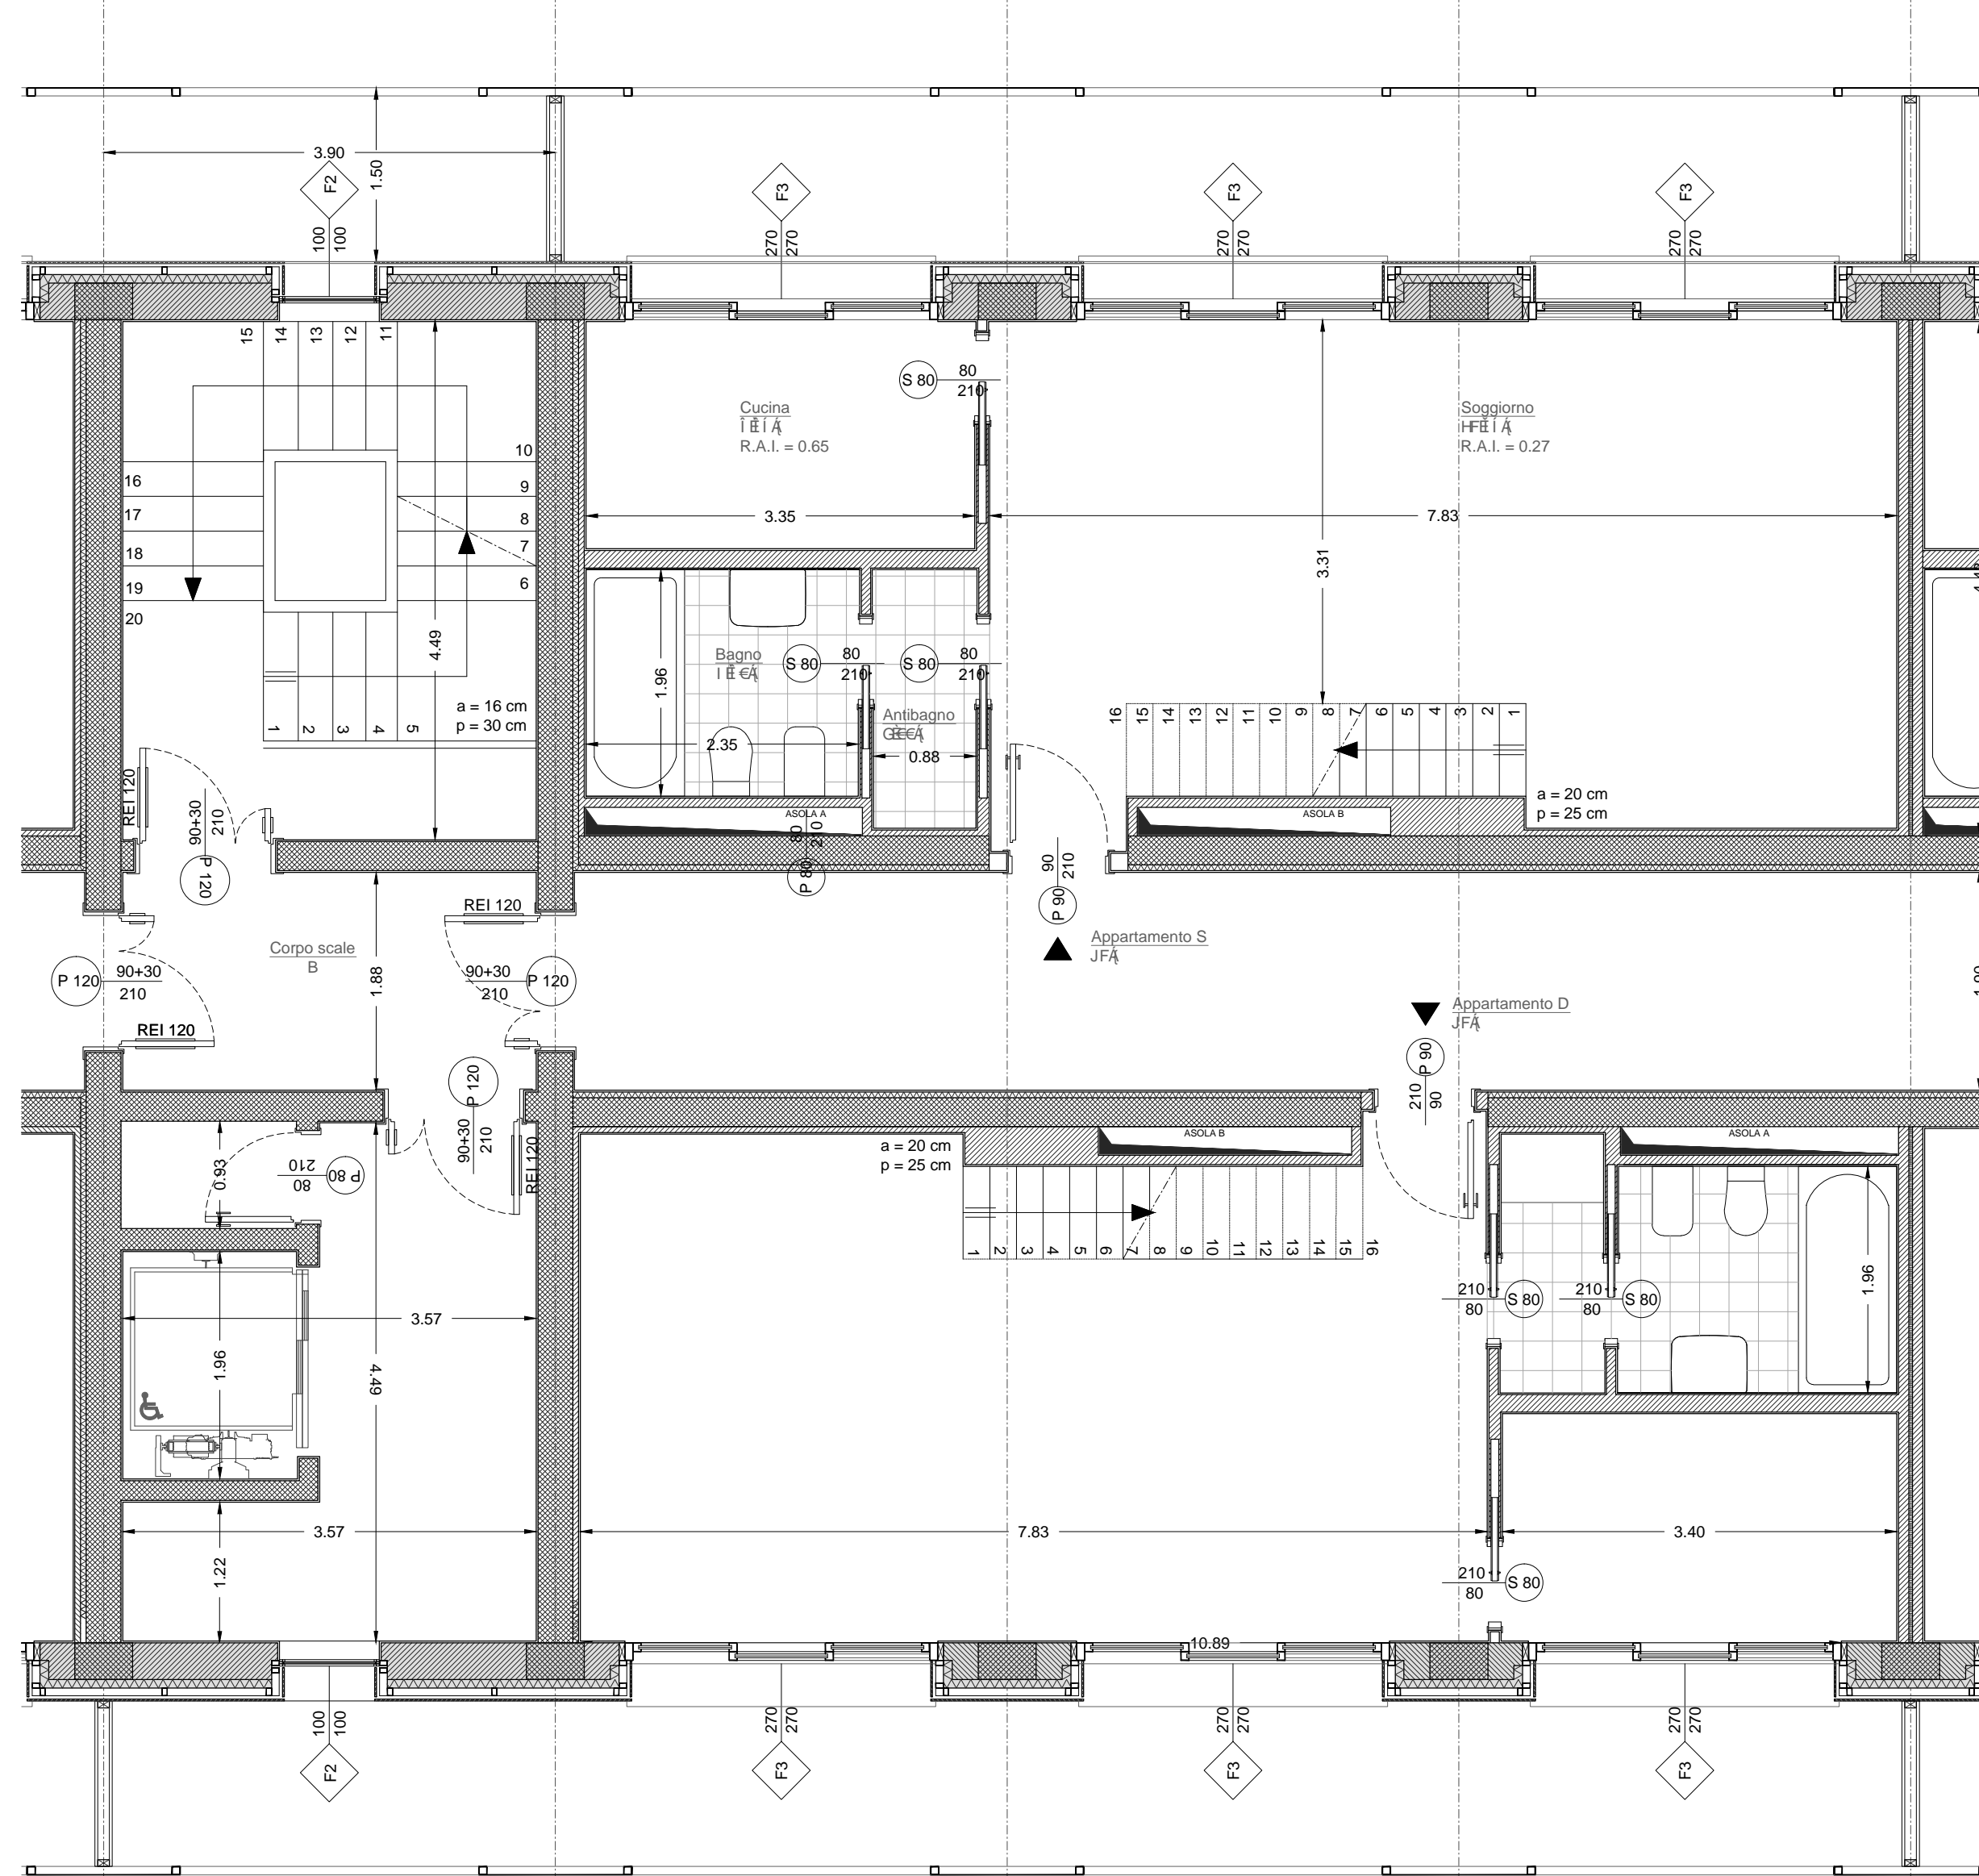 3.90
1.50
F2
F3
F3
F3
100
100
270
270
270
270
270
270
15
14
13
12
11
10
9
8
7
6
16
17
18
19
20
1
2
3
4
5
4.49
a = 16 cm
p = 30 cm
Cucina
R.A.I. = 0.65
S 80
80
210
3.35
Soggiorno
R.A.I. = 0.27
7.83
3.31
Bagno
S 80
80
210
S 80
80
210
1.96
2.35
Antibagno
0.88
16
15
14
13
12
11
10
9
8
7
6
5
4
3
2
1
a = 20 cm
p = 25 cm
ASOLA A
ASOLA B
80
210
P 80
REI 120
90+30
210
P 120
90
210
P 90
REI 120
Corpo scale
B
1.88
P 120
90+30
210
90+30
210
P 120
REI 120
Appartamento S
Appartamento D
P 90
210
90
P 120
90+30
210
REI 120
0.93
P 80
80
210
a = 20 cm
p = 25 cm
ASOLA B
ASOLA A
1
2
3
4
5
6
7
8
9
10
11
12
13
14
15
16
210
80
S 80
210
80
S 80
1.96
3.57
1.96
4.49
3.57
1.22
7.83
3.40
210
80
S 80
10.89
100
100
270
270
270
270
270
270
F2
F3
F3
F3